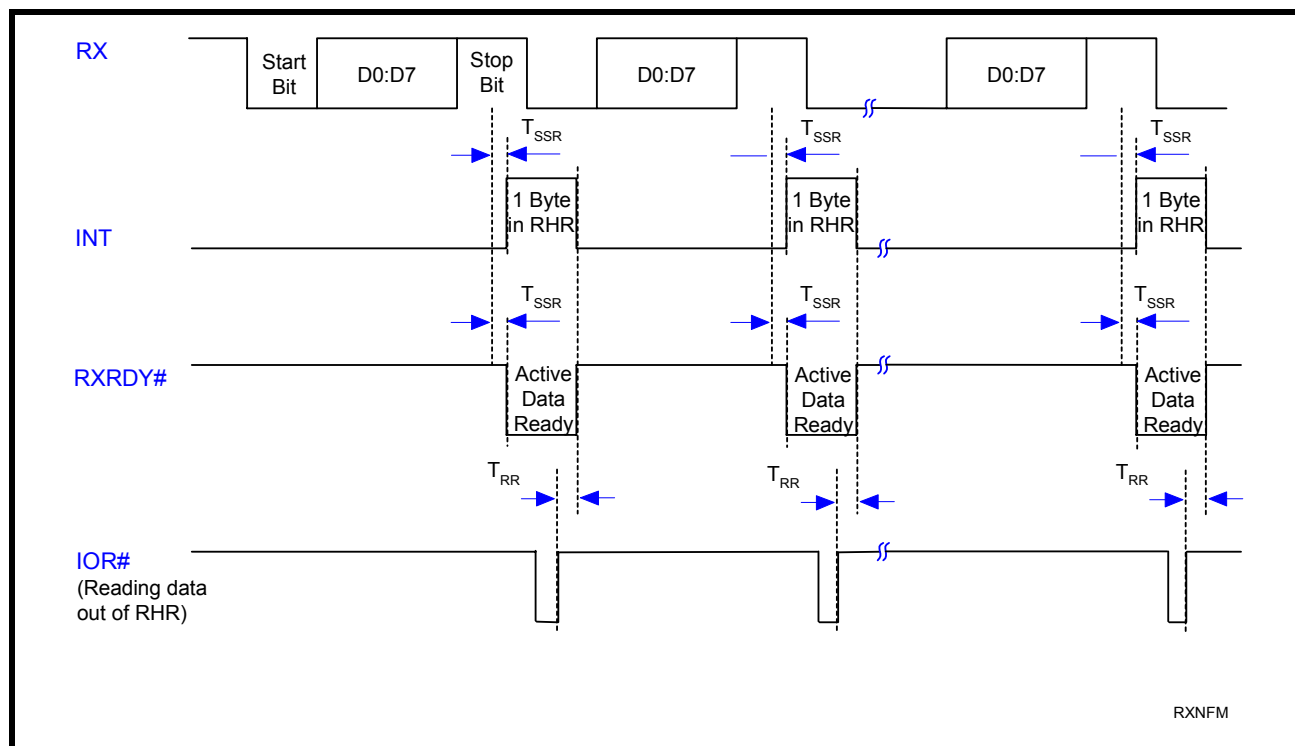 RX
Start
Bit
D0:D7
Stop
Bit
D0:D7
D0:D7
TSSR
TSSR
TSSR
INT
1 Byte
in RHR
1 Byte
in RHR
1 Byte
in RHR
TSSR
TSSR
TSSR
RXRDY#
Active
Data
Ready
Active
Data
Ready
Active
Data
Ready
TRR
TRR
TRR
IOR#
(Reading data
out of RHR)
RXNFM